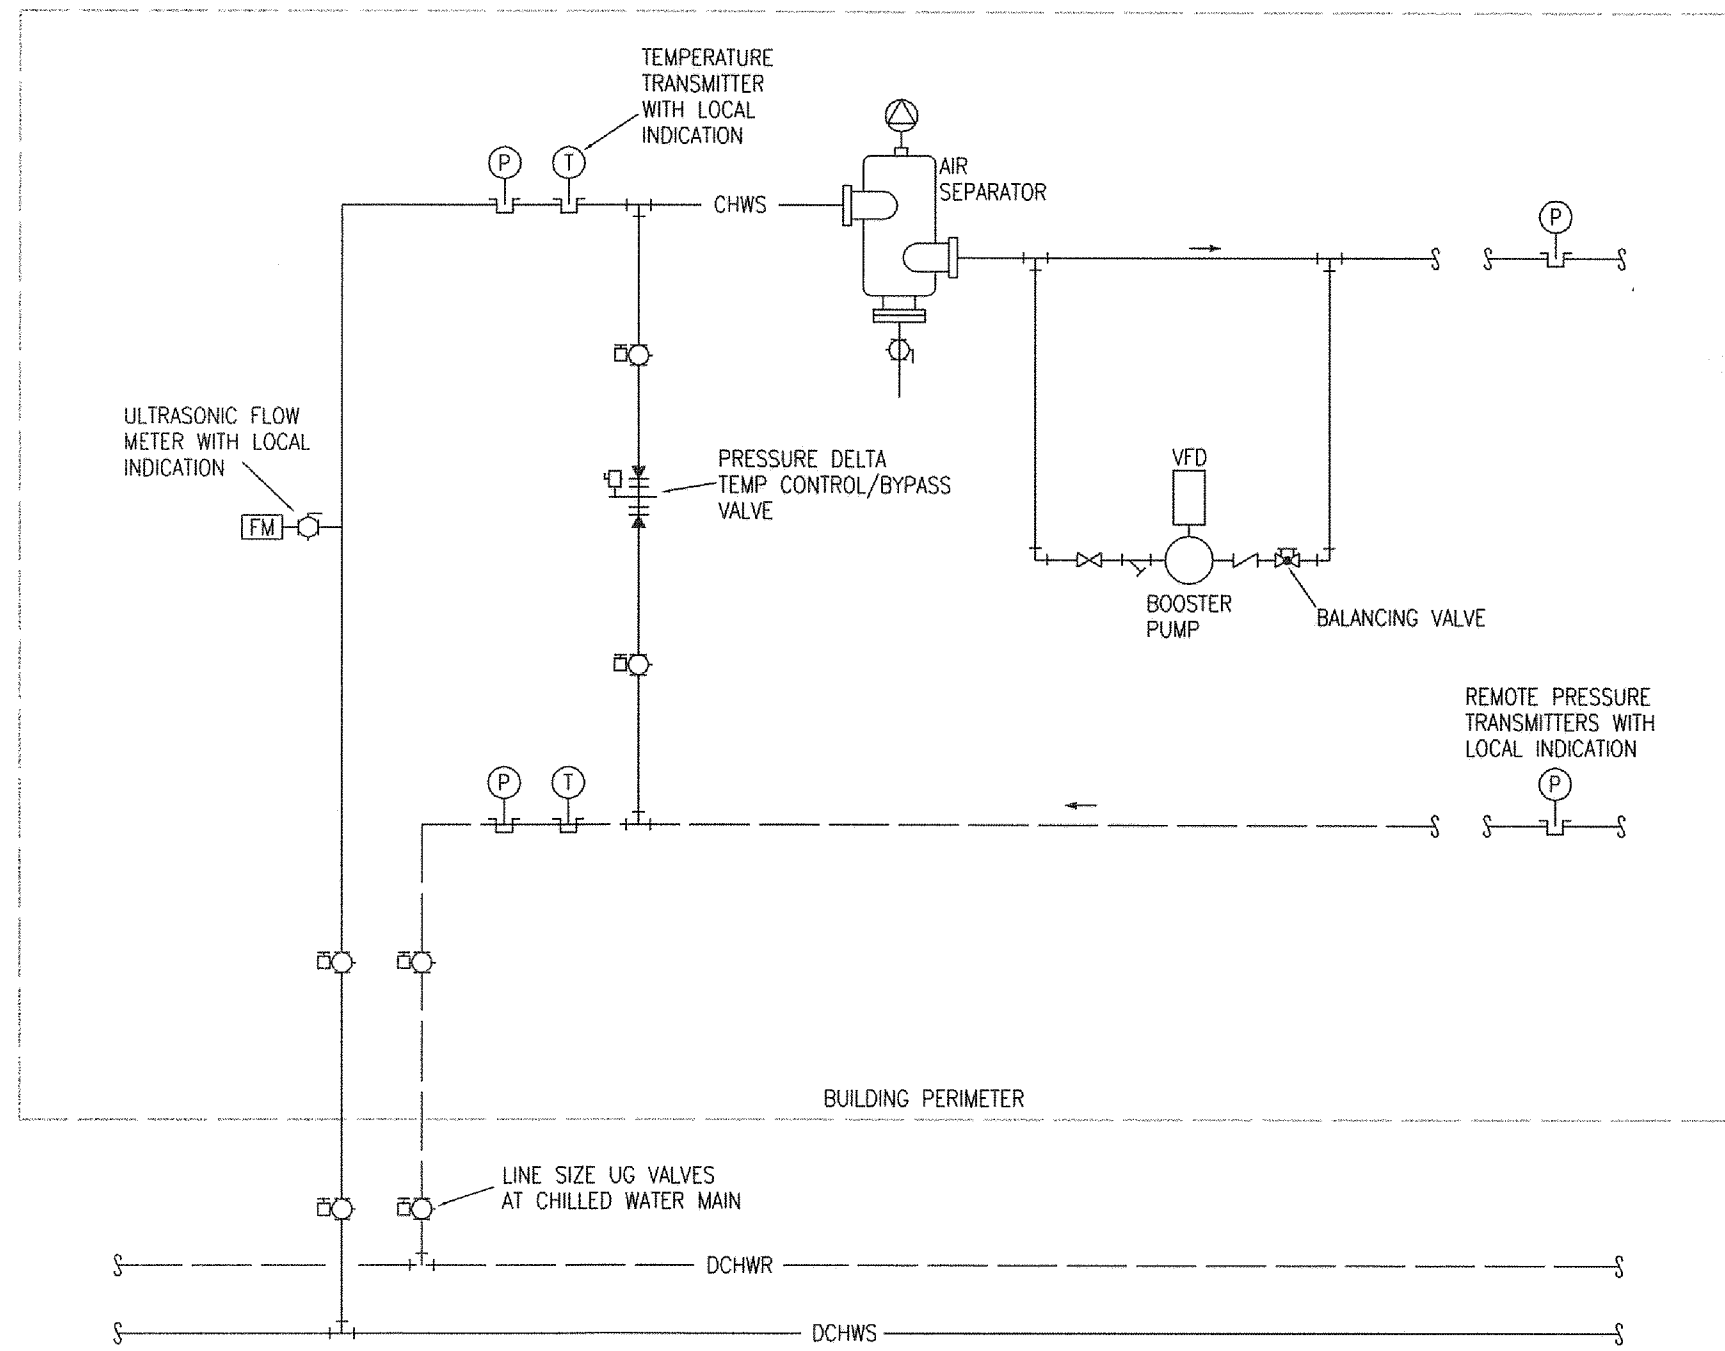 TEMPERATURE
TRANSMITTER
WITH LOCAL
INDICATION
P
T
CHWS
AIR
SEPARATOR
P
ULTRASONIC FLOW
METER WITH LOCAL
INDICATION
FM
PRESSURE DELTA
TEMP CONTROL/BYPASS
VALVE
VFD
BOOSTER
PUMP
BALANCING VALVE
REMOTE PRESSURE
TRANSMITTERS WITH
LOCAL INDICATION
P
T
P
BUILDING PERIMETER
LINE SIZE UG VALVES
AT CHILLED WATER MAIN
DCHWR
DCHWS